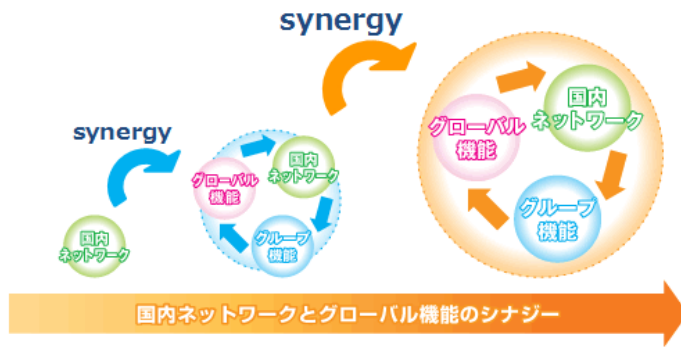 synergy
synergy
国内
ネットワーク
グローバル
機能
国内
ネットワーク
グループ
機能
グローバル
機能
国内
ネットワーク
グループ
機能
国内ネットワークとグローバル機能のシナジー